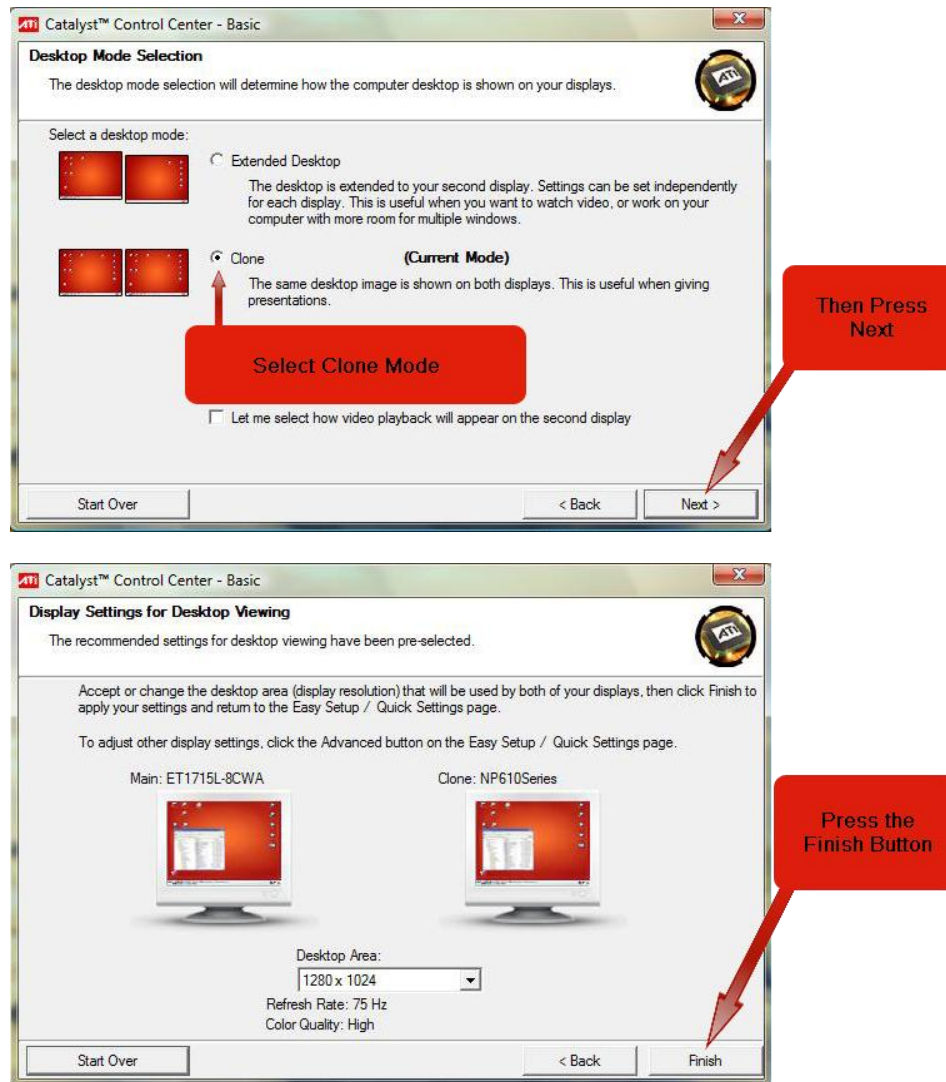 ATI Catalyst™ Control Center - Basic
Desktop Mode Selection
The desktop mode selection will determine how the computer desktop is shown on your displays.
ATI
Select a desktop mode:
Extended Desktop
The desktop is extended to your second display. Settings can be set independently
for each display. This is useful when you want to watch video, or work on your
computer with more room for multiple windows.
Clone (Current Mode)
The same desktop image is shown on both displays. This is useful when giving
presentations.
Then Press
Next
Select Clone Mode
Let me select how video playback will appear on the second display
Start Over < Back Next >
ATI Catalyst™ Control Center - Basic
Display Settings for Desktop Viewing
The recommended settings for desktop viewing have been pre-selected.
ATI
Accept or change the desktop area (display resolution) that will be used by both of your displays, then click Finish to
apply your settings and return to the Easy Setup / Quick Settings page.
To adjust other display settings, click the Advanced button on the Easy Setup / Quick Settings page.
Main: ET1715L-8CWA Clone: NP610Series
Press the
Finish Button
Desktop Area:
1280 x 1024
Refresh Rate: 75 Hz
Color Quality: High
Start Over < Back Finish